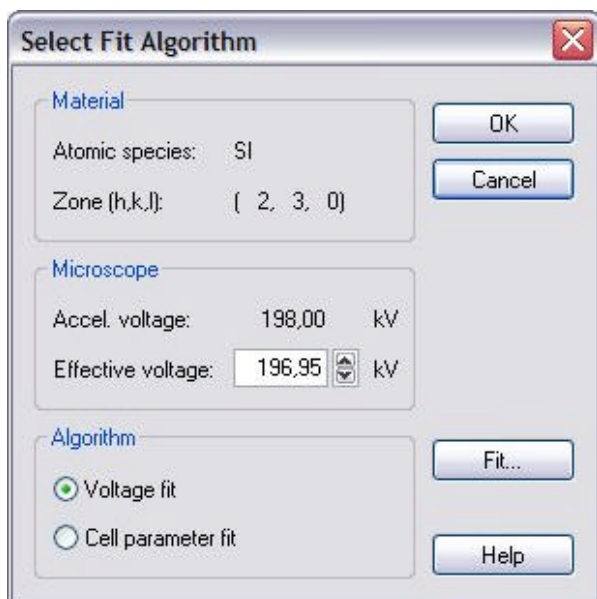 Select Fit Algorithm
Material
Atomic species: SI
Zone (h,k,l): ( 2, 3, 0)
OK
Cancel
Microscope
Accel. voltage: 198,00 kV
Effective voltage: 196,95 kV
Algorithm
Voltage fit
Cell parameter fit
Fit...
Help